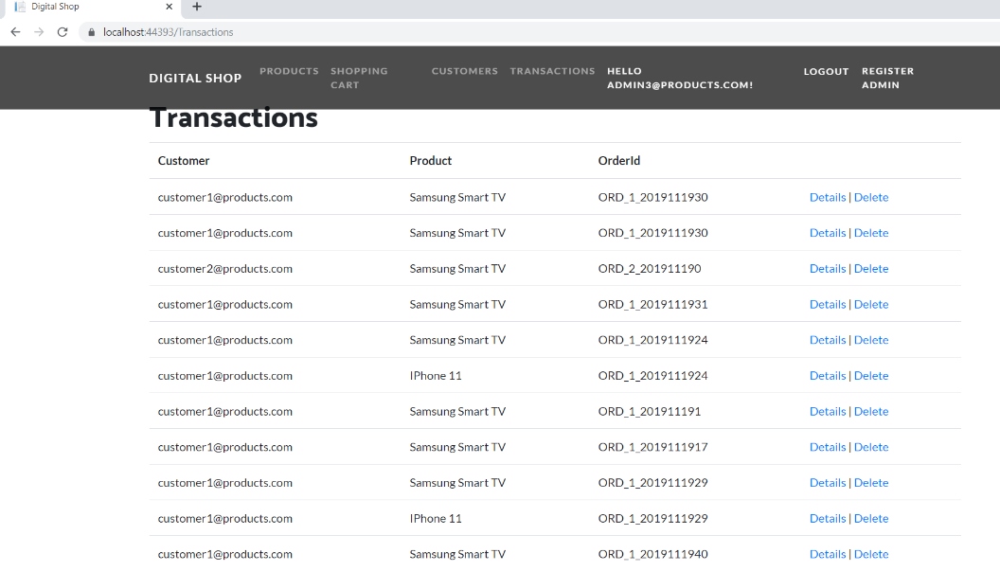 Digital Shop
localhost:44393/Transactions
DIGITAL SHOP PRODUCTS SHOPPING CART CUSTOMERS TRANSACTIONS HELLO ADMIN3@PRODUCTS.COM! LOGOUT REGISTER ADMIN
Transactions
Customer Product OrderId
customer1@products.com Samsung Smart TV ORD_1_2019111930 Details | Delete
customer1@products.com Samsung Smart TV ORD_1_2019111930 Details | Delete
customer2@products.com Samsung Smart TV ORD_2_201911190 Details | Delete
customer1@products.com Samsung Smart TV ORD_1_2019111931 Details | Delete
customer1@products.com Samsung Smart TV ORD_1_2019111924 Details | Delete
customer1@products.com IPhone 11 ORD_1_2019111924 Details | Delete
customer1@products.com Samsung Smart TV ORD_1_201911191 Details | Delete
customer1@products.com Samsung Smart TV ORD_1_2019111917 Details | Delete
customer1@products.com Samsung Smart TV ORD_1_2019111929 Details | Delete
customer1@products.com IPhone 11 ORD_1_2019111929 Details | Delete
customer1@products.com Samsung Smart TV ORD_1_2019111940 Details | Delete